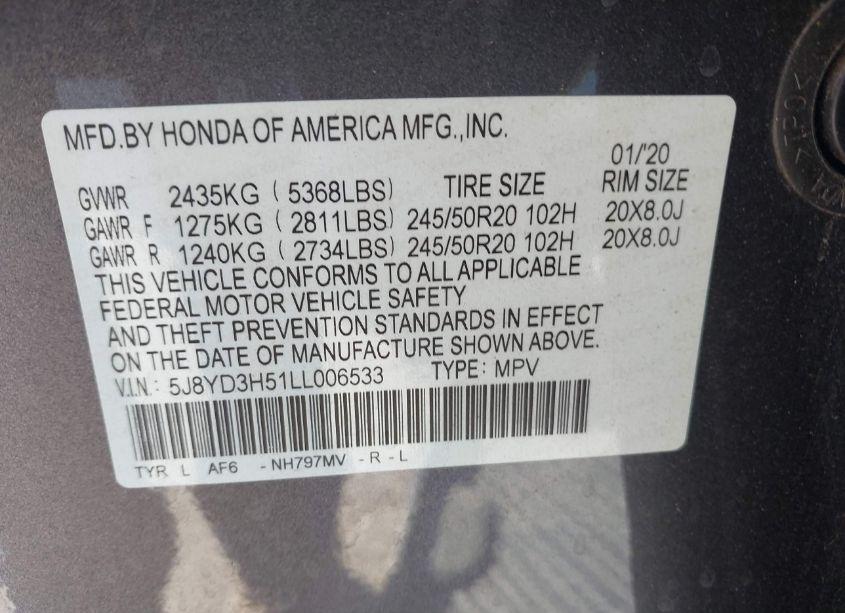 MFD.BY HONDA OF AMERICA MFG.,INC.
01/'20
GVWR 2435KG ( 5368LBS) TIRE SIZE RIM SIZE
GAWR F 1275KG ( 2811LBS) 245/50R20 102H 20X8.0J
GAWR R 1240KG ( 2734LBS) 245/50R20 102H 20X8.0J
THIS VEHICLE CONFORMS TO ALL APPLICABLE
FEDERAL MOTOR VEHICLE SAFETY
AND THEFT PREVENTION STANDARDS IN EFFECT
ON THE DATE OF MANUFACTURE SHOWN ABOVE.
V.I.N: 5J8YD3H51LL006533 TYPE: MPV
TYR L AF6 -NH797MV -R-L
>TPO<